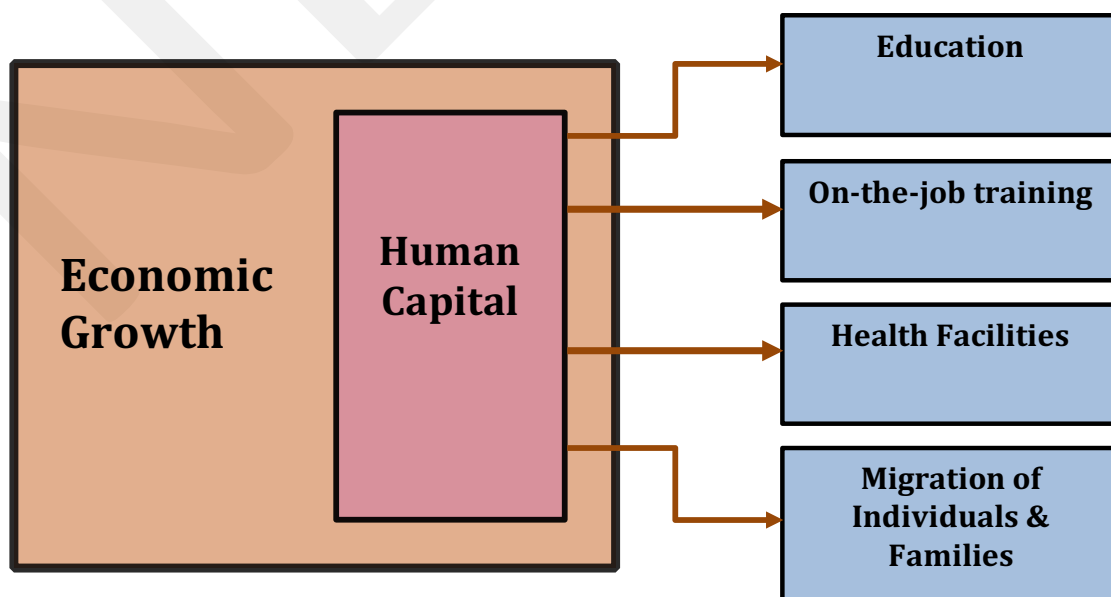 Economic
Growth
Human
Capital
Education
On-the-job training
Health Facilities
Migration of
Individuals &
Families